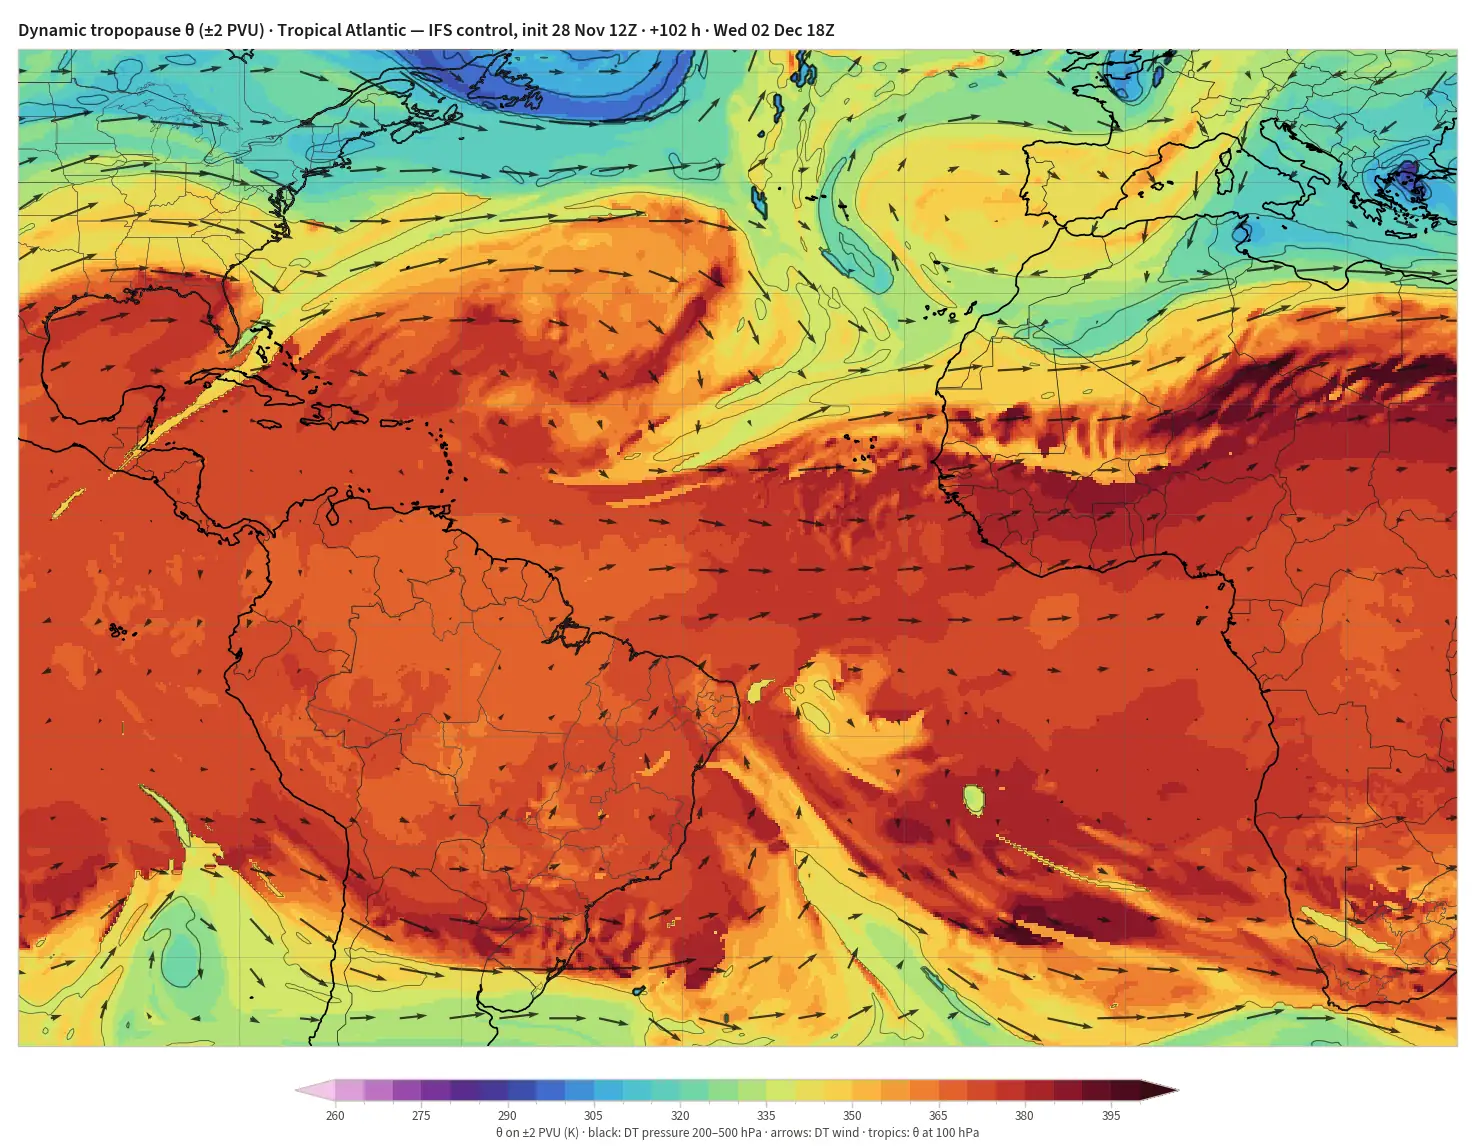 Dynamic tropopause θ (±2 PVU) · Tropical Atlantic — IFS control, init 28 Nov 12Z · +102 h · Wed 02 Dec 18Z
260 275 290 305 320 335 350 365 380 395
θ on ±2 PVU (K) · black: DT pressure 200–500 hPa · arrows: DT wind · tropics: θ at 100 hPa